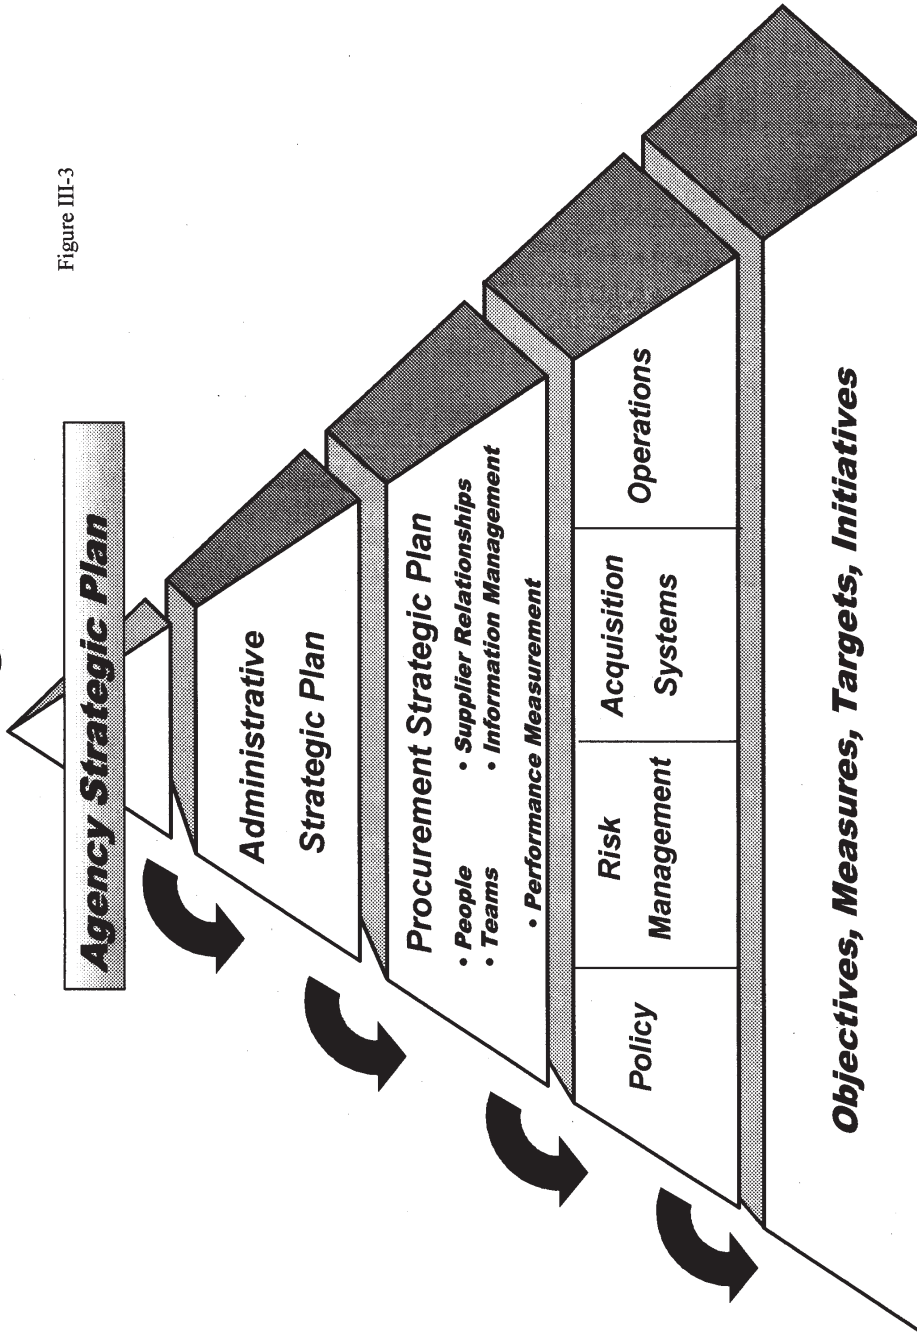 Figure III-3
Agency Strategic Plan
Administrative
Strategic Plan
Procurement Strategic Plan
• People • Supplier Relationships
• Teams • Information Management
• Performance Measurement
Policy
Risk
Management
Acquisition
Systems
Operations
Objectives, Measures, Targets, Initiatives